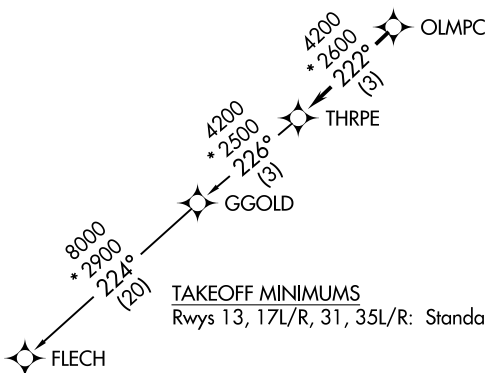 OLMPC
4200
* 2600
222°
(3)
THRPE
4200
* 2500
226°
(3)
GGOLD
8000
* 2900
224°
(20)
TAKEOFF MINIMUMS
Rwys 13, 17L/R, 31, 35L/R: Standa
FLECH